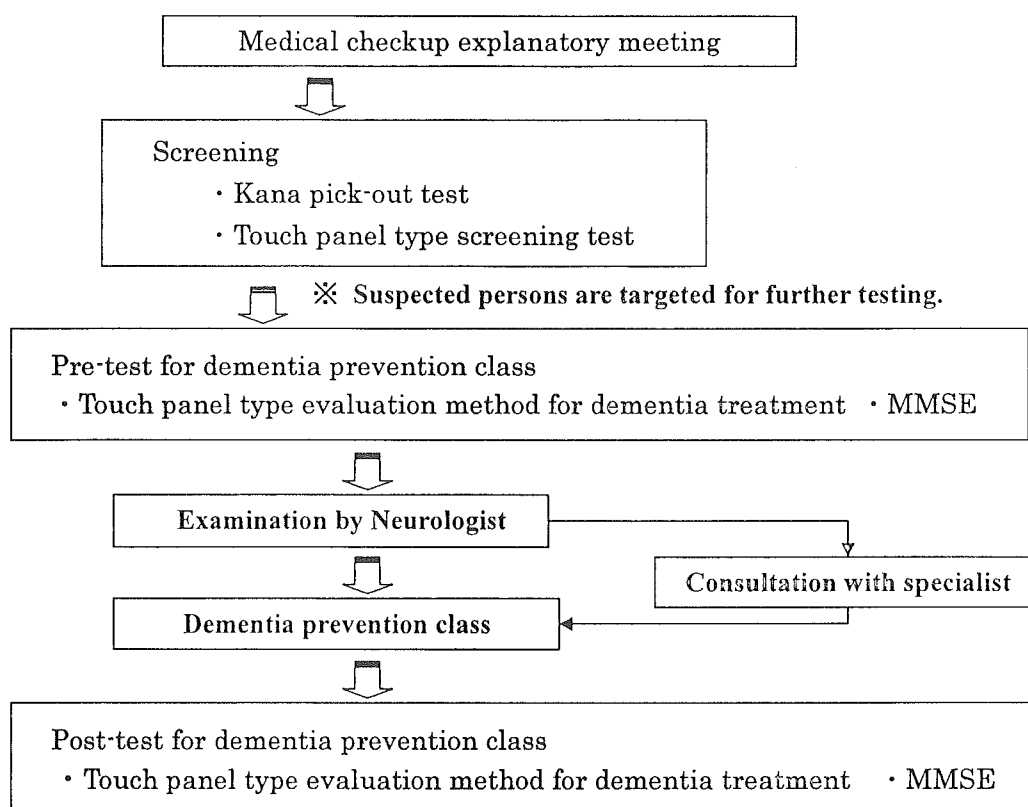 Medical checkup explanatory meeting
Screening
・Kana pick-out test
・Touch panel type screening test
※ Suspected persons are targeted for further testing.
Pre-test for dementia prevention class
・Touch panel type evaluation method for dementia treatment ・MMSE
Examination by Neurologist
Consultation with specialist
Dementia prevention class
Post-test for dementia prevention class
・Touch panel type evaluation method for dementia treatment ・MMSE